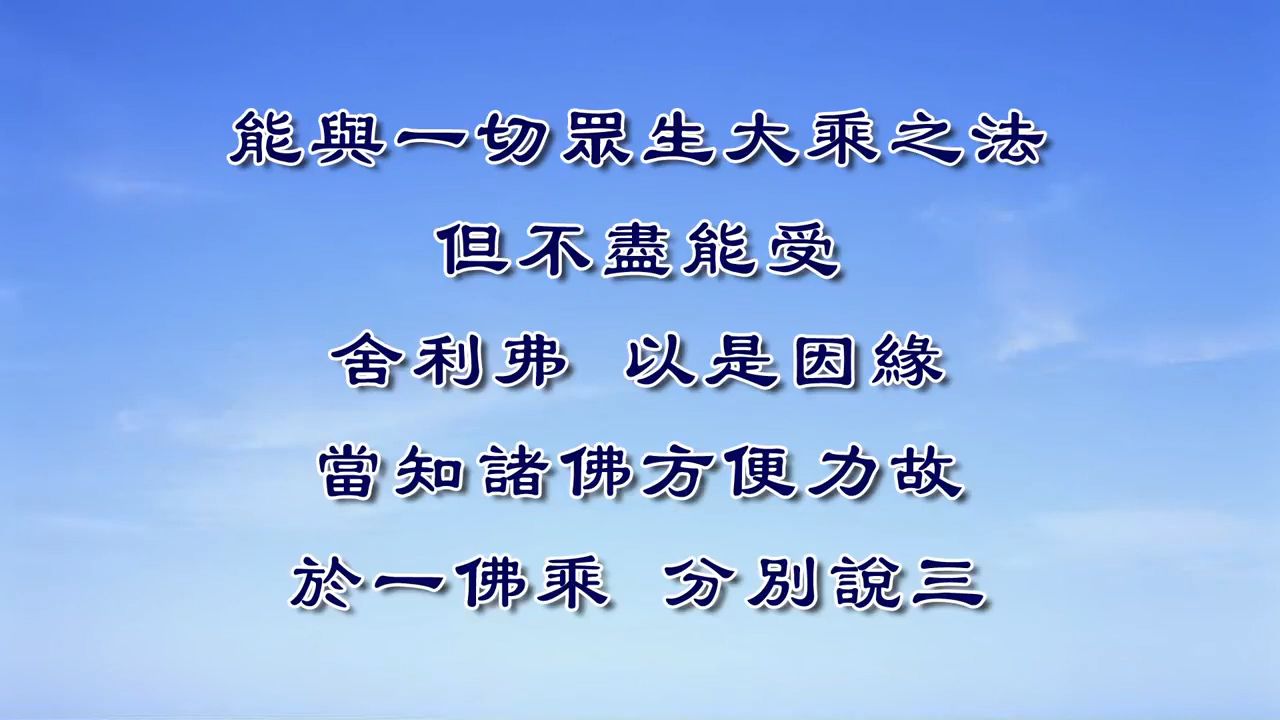 能與一切眾生大乘之法
但不盡能受
舍利弗 以是因緣
當知諸佛方便力故
於一佛乘 分別說三